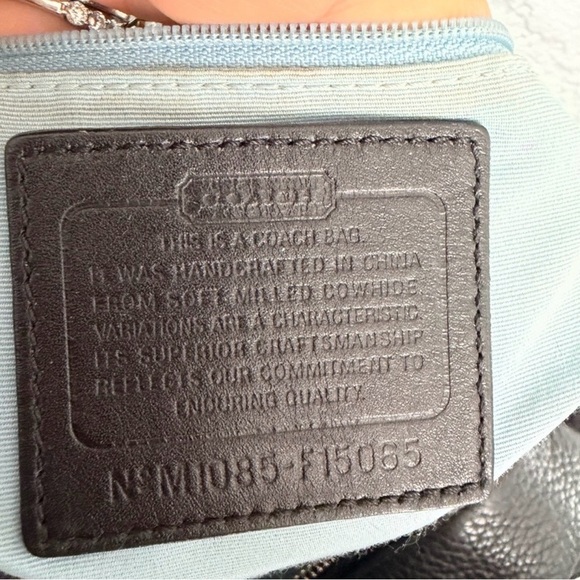 COACH
THIS IS A COACH BAG.
IT WAS HANDCRAFTED IN CHINA
FROM SOFT MILLED COWHIDE.
VARIATIONS ARE A CHARACTERISTIC.
ITS SUPERIOR CRAFTSMANSHIP
REFLECTS OUR COMMITMENT TO
ENDURING QUALITY.
Nº M1085-F15065